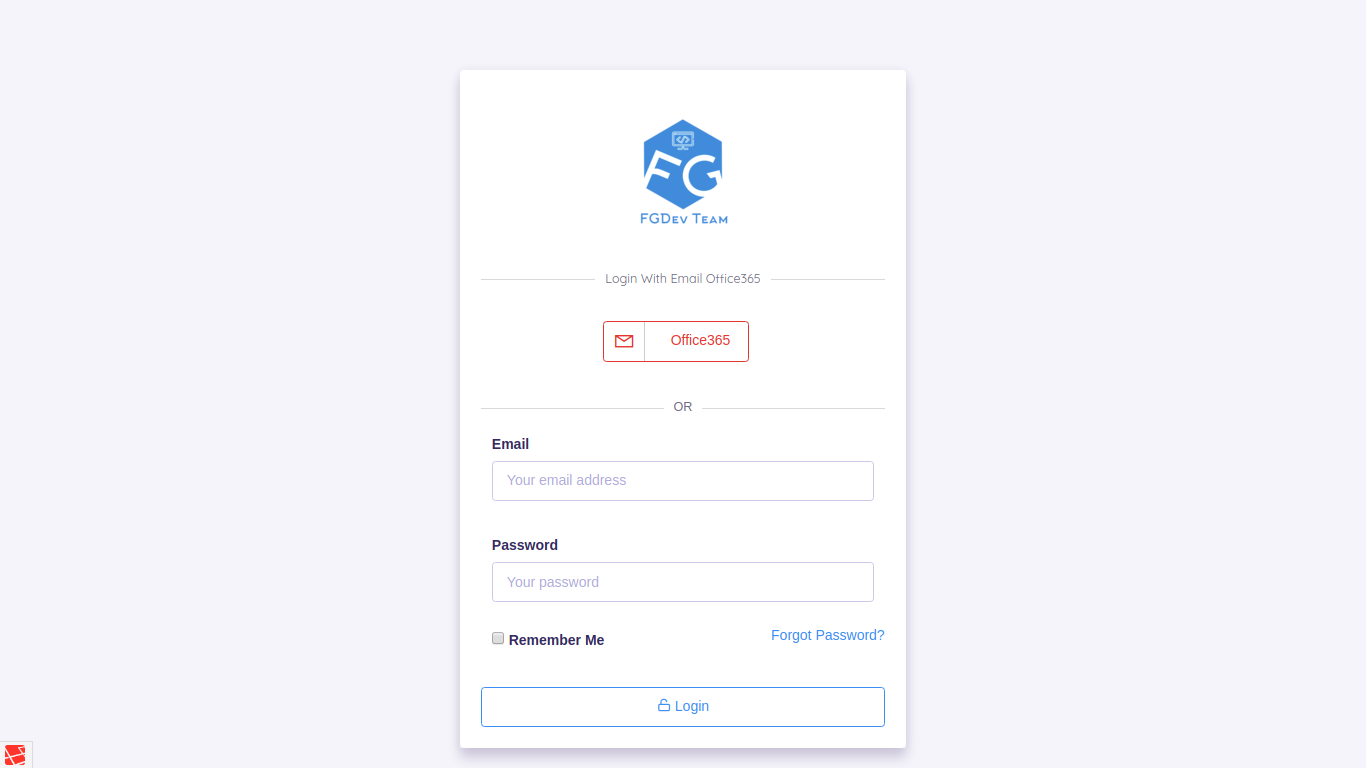 FG
FGDev Team
Login With Email Office365
Office365
OR
Email
Your email address
Password
Your password
Remember Me
Forgot Password?
Login